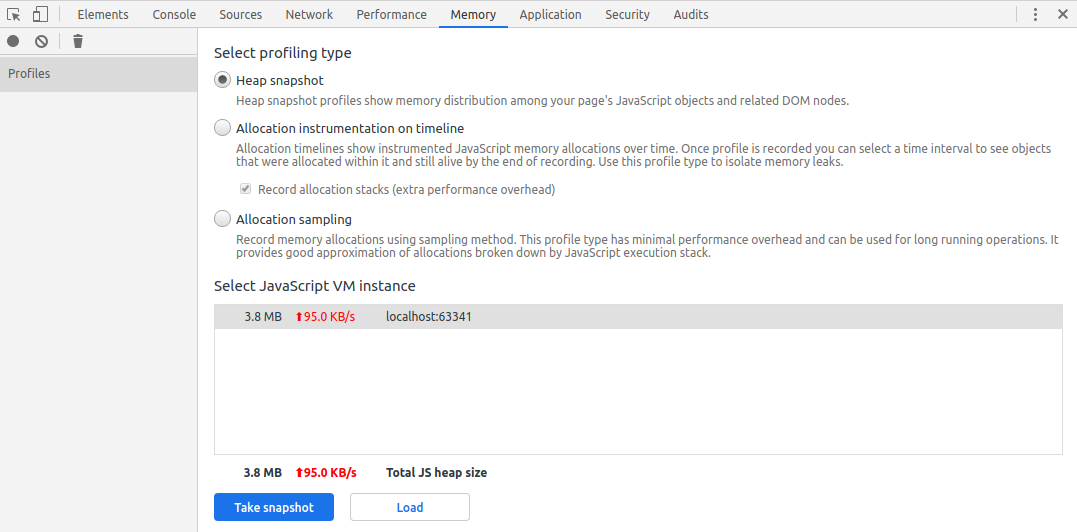 Elements Console Sources Network Performance Memory Application Security Audits
Profiles
Select profiling type
Heap snapshot
Heap snapshot profiles show memory distribution among your page's JavaScript objects and related DOM nodes.
Allocation instrumentation on timeline
Allocation timelines show instrumented JavaScript memory allocations over time. Once profile is recorded you can select a time interval to see objects
that were allocated within it and still alive by the end of recording. Use this profile type to isolate memory leaks.
Record allocation stacks (extra performance overhead)
Allocation sampling
Record memory allocations using sampling method. This profile type has minimal performance overhead and can be used for long running operations. It
provides good approximation of allocations broken down by JavaScript execution stack.
Select JavaScript VM instance
3.8 MB ⬆95.0 KB/s localhost:63341
3.8 MB ⬆95.0 KB/s Total JS heap size
Take snapshot Load